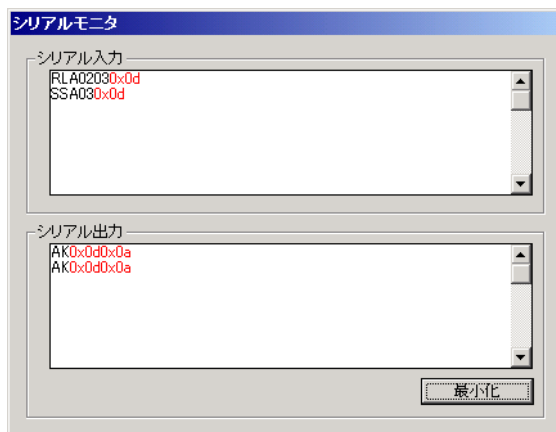 シリアルモニタ
シリアル入力
RLA02030x0d
SSA030x0d
シリアル出力
AK0x0d0x0a
AK0x0d0x0a
最小化